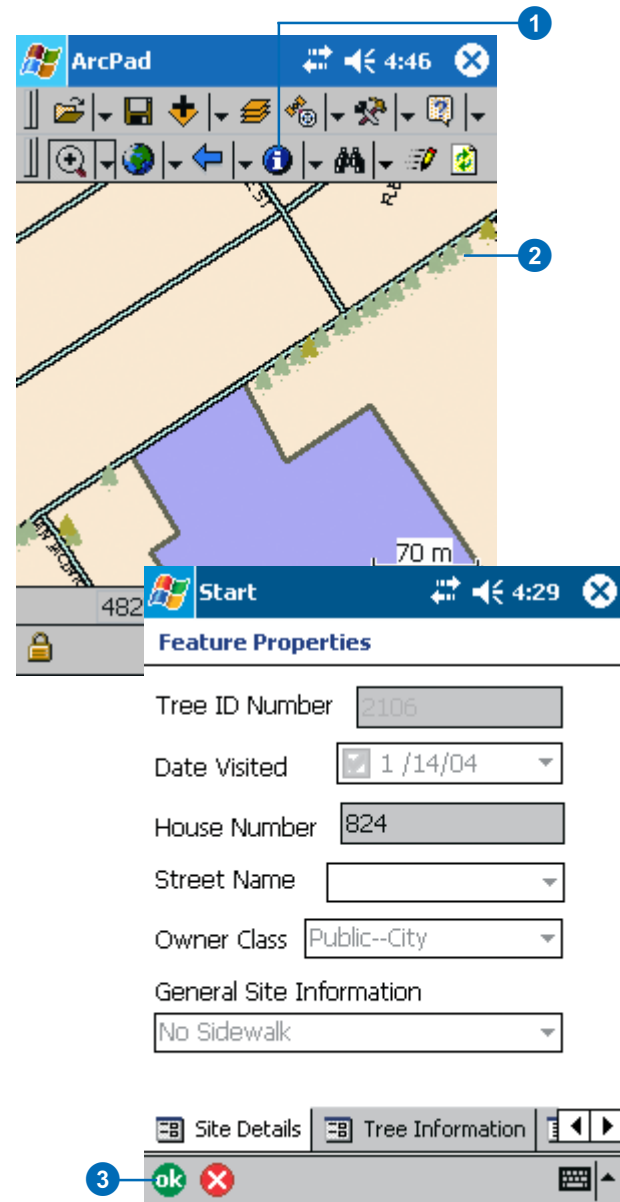 1
ArcPad 4:46
2
70 m
482
Start 4:29
Feature Properties
Tree ID Number 2106
Date Visited 1 /14/04
House Number 824
Street Name
Owner Class Public--City
General Site Information
No Sidewalk
Site Details Tree Information
3 ok